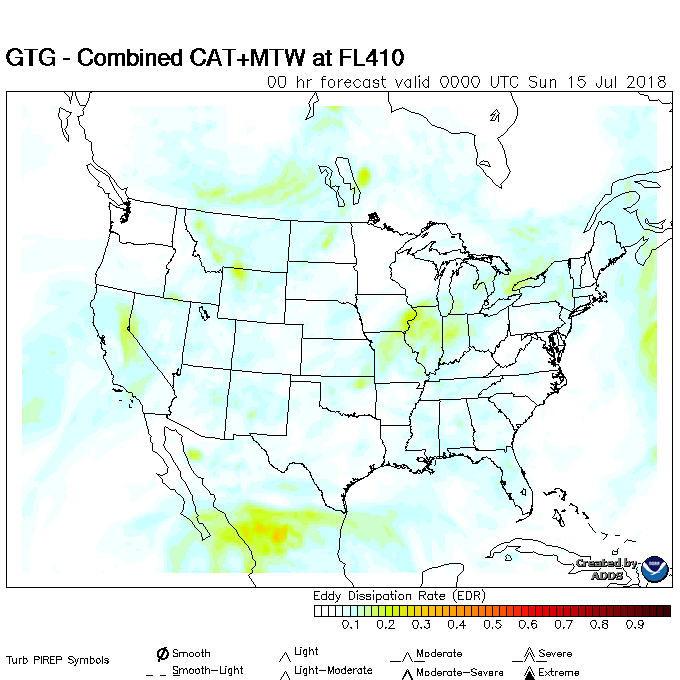 GTG - Combined CAT+MTW at FL410
00 hr forecast valid 0000 UTC Sun 15 Jul 2018
Created by
ADDS
Eddy Dissipation Rate (EDR)
0.1 0.2 0.3 0.4 0.5 0.6 0.7 0.8 0.9
Turb PIREP Symbols
Smooth Light Moderate Severe
Smooth-Light Light-Moderate Moderate-Severe Extreme